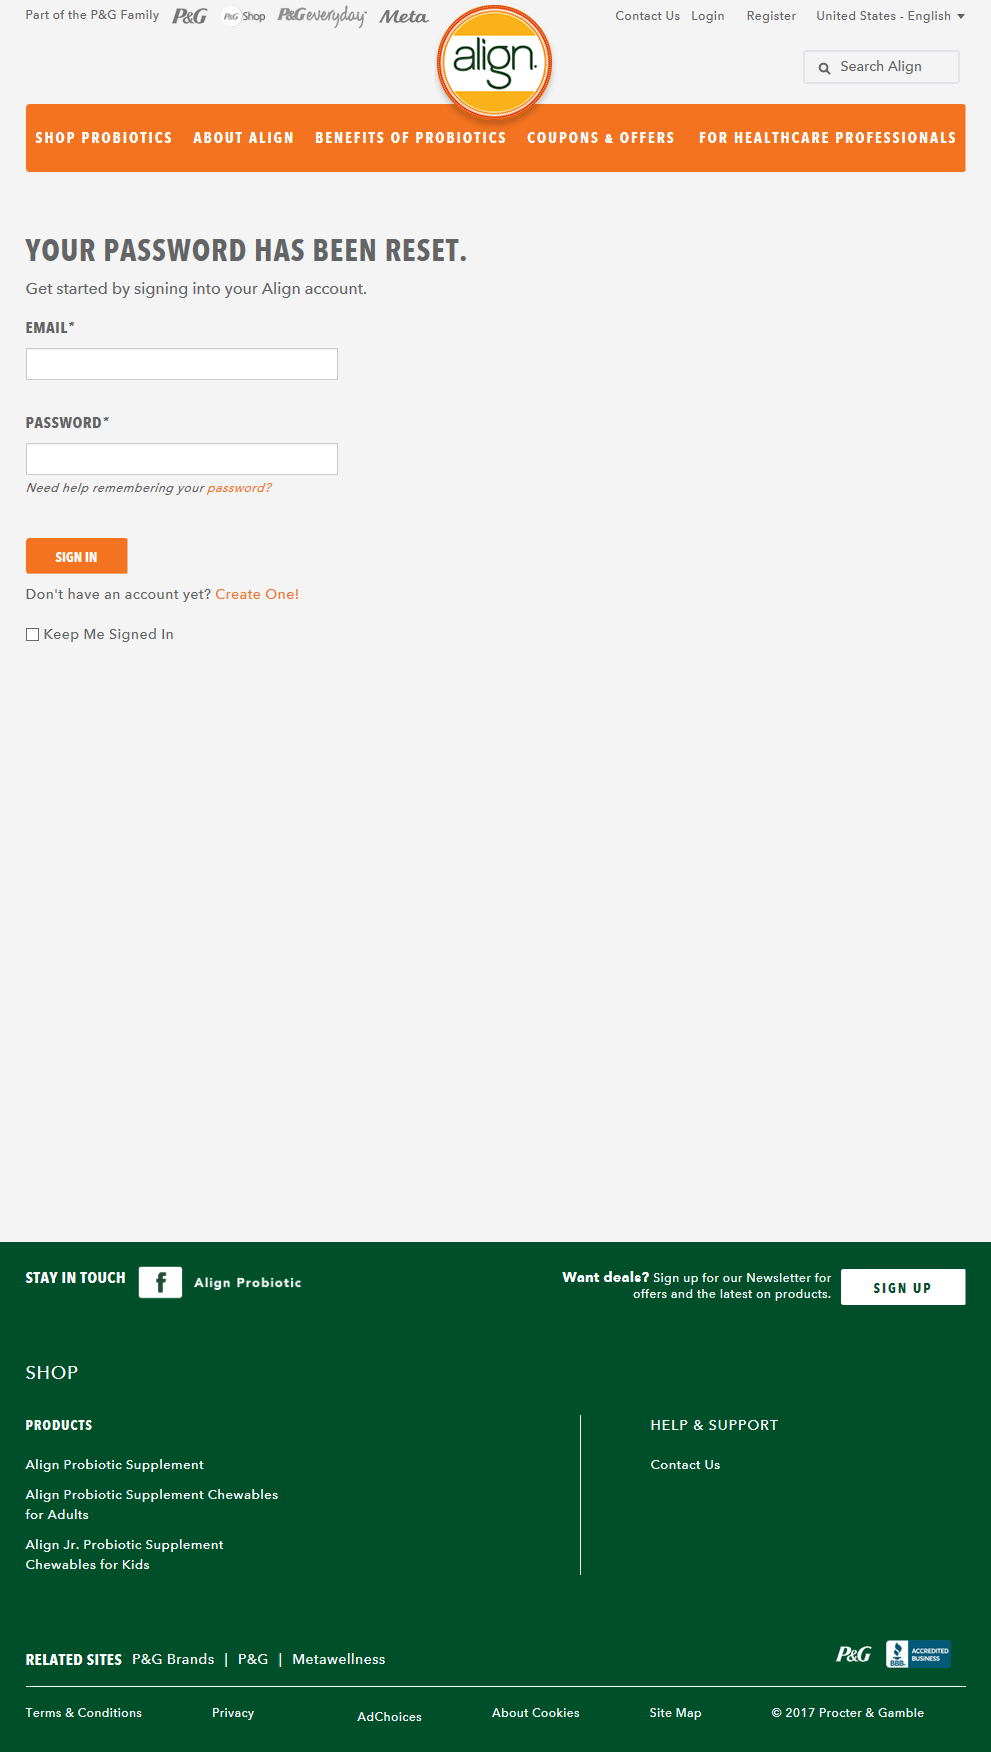 Part of the P&G Family P&G P&G Shop P&G everyday Meta
Contact Us Login Register United States - English
align.
Search Align
SHOP PROBIOTICS ABOUT ALIGN BENEFITS OF PROBIOTICS COUPONS & OFFERS FOR HEALTHCARE PROFESSIONALS
YOUR PASSWORD HAS BEEN RESET.
Get started by signing into your Align account.
EMAIL*
PASSWORD*
Need help remembering your password?
SIGN IN
Don't have an account yet? Create One!
Keep Me Signed In
STAY IN TOUCH f Align Probiotic
Want deals? Sign up for our Newsletter for
offers and the latest on products.
SIGN UP
SHOP
PRODUCTS
Align Probiotic Supplement
Align Probiotic Supplement Chewables
for Adults
Align Jr. Probiotic Supplement
Chewables for Kids
HELP & SUPPORT
Contact Us
RELATED SITES P&G Brands | P&G | Metawellness
P&G
BBB. ACCREDITED
BUSINESS
Terms & Conditions Privacy AdChoices About Cookies Site Map © 2017 Procter & Gamble